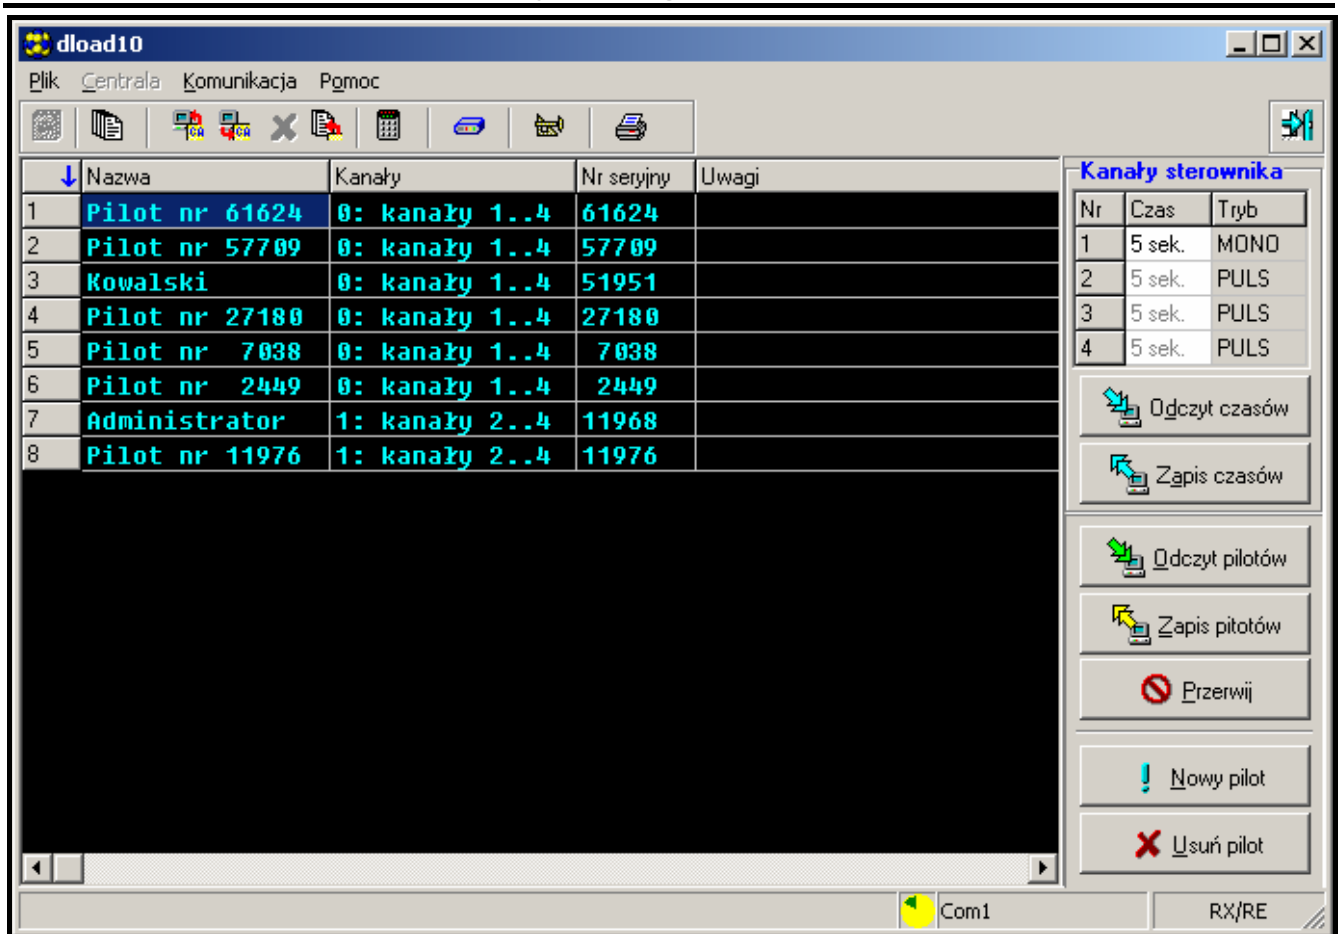 dload10
Plik Centrala Komunikacja Pomoc
CA CA
Nazwa Kanały Nr seryjny Uwagi
1 Pilot nr 61624 0: kanały 1..4 61624
2 Pilot nr 57709 0: kanały 1..4 57709
3 Kowalski 0: kanały 1..4 51951
4 Pilot nr 27180 0: kanały 1..4 27180
5 Pilot nr 7038 0: kanały 1..4 7038
6 Pilot nr 2449 0: kanały 1..4 2449
7 Administrator 1: kanały 2..4 11968
8 Pilot nr 11976 1: kanały 2..4 11976
Kanały sterownika
Nr Czas Tryb
1 5 sek. MONO
2 5 sek. PULS
3 5 sek. PULS
4 5 sek. PULS
Odczyt czasów
Zapis czasów
Odczyt pilotów
Zapis pitotów
Przerwij
Nowy pilot
Usuń pilot
Com1 RX/RE